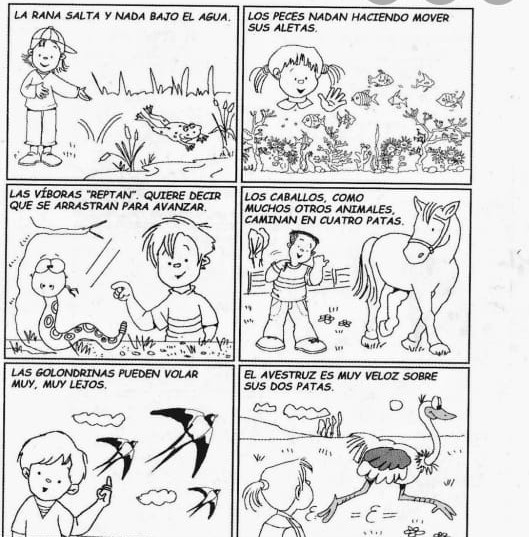 LA RANA SALTA Y NADA BAJO EL AGUA.
LOS PECES NADAN HACIENDO MOVER
SUS ALETAS.
LAS VÍBORAS "REPTAN". QUIERE DECIR
QUE SE ARRASTRAN PARA AVANZAR.
LOS CABALLOS, COMO
MUCHOS OTROS ANIMALES,
CAMINAN EN CUATRO PATAS.
LAS GOLONDRINAS PUEDEN VOLAR
MUY, MUY LEJOS.
EL AVESTRUZ ES MUY VELOZ SOBRE
SUS DOS PATAS.